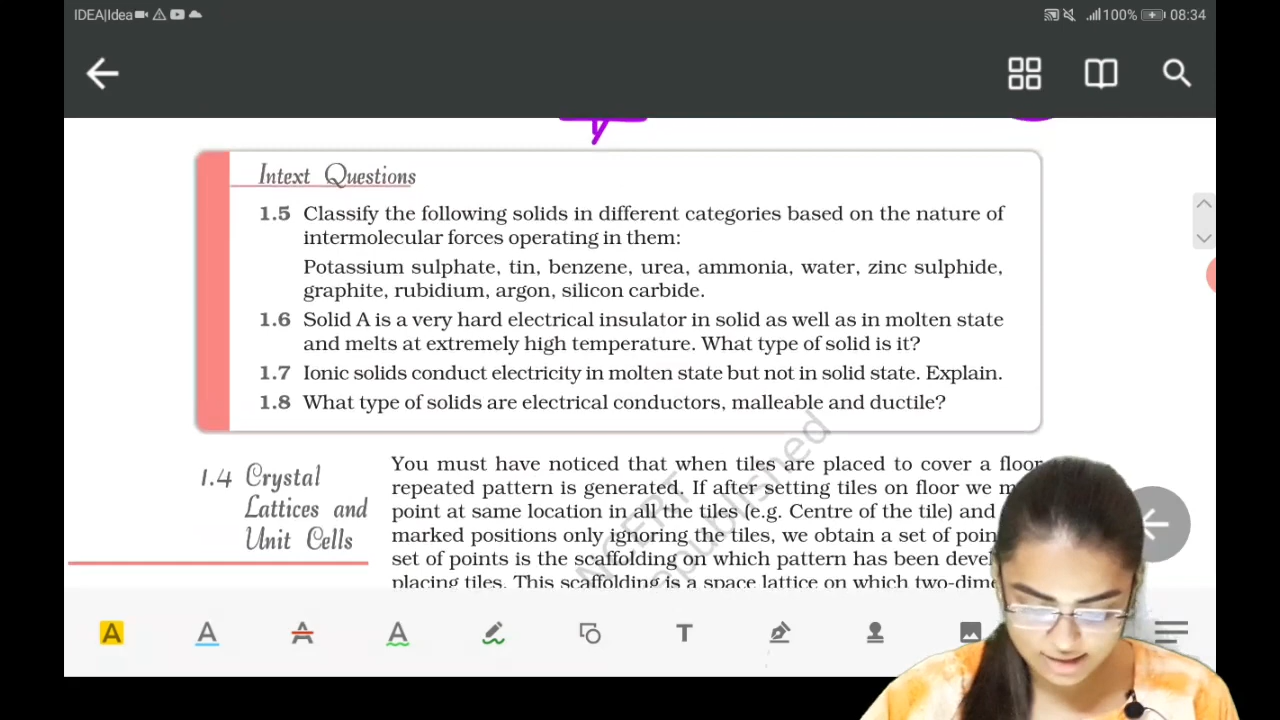 IDEA|Idea 100% 08:34
Intext Questions
1.5 Classify the following solids in different categories based on the nature of
intermolecular forces operating in them:
Potassium sulphate, tin, benzene, urea, ammonia, water, zinc sulphide,
graphite, rubidium, argon, silicon carbide.
1.6 Solid A is a very hard electrical insulator in solid as well as in molten state
and melts at extremely high temperature. What type of solid is it?
1.7 Ionic solids conduct electricity in molten state but not in solid state. Explain.
1.8 What type of solids are electrical conductors, malleable and ductile?
1.4 Crystal
Lattices and
Unit Cells
You must have noticed that when tiles are placed to cover a floor
repeated pattern is generated. If after setting tiles on floor we
point at same location in all the tiles (e.g. Centre of the tile) and
marked positions only ignoring the tiles, we obtain a set of
set of points is the scaffolding on which pattern has been
placing tiles. This scaffolding is a space lattice on which
NCERT
republished
A A A A T